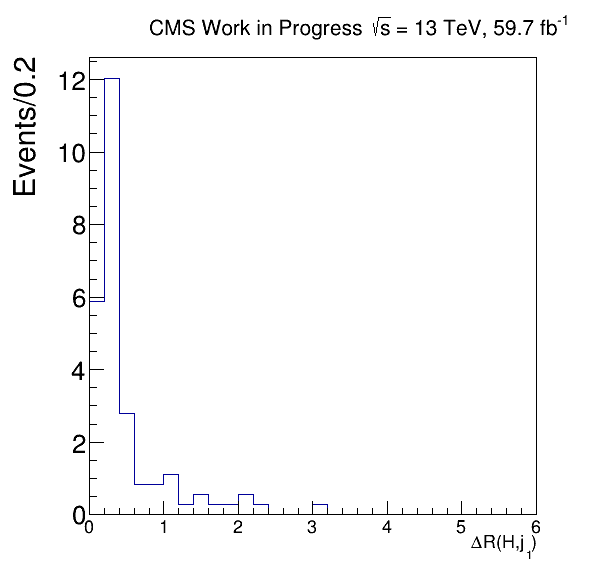 CMS Work in Progress √s = 13 TeV, 59.7 fb⁻¹
Events/0.2
12
10
8
6
4
2
0
0 1 2 3 4 5 6
ΔR(H,j₁)